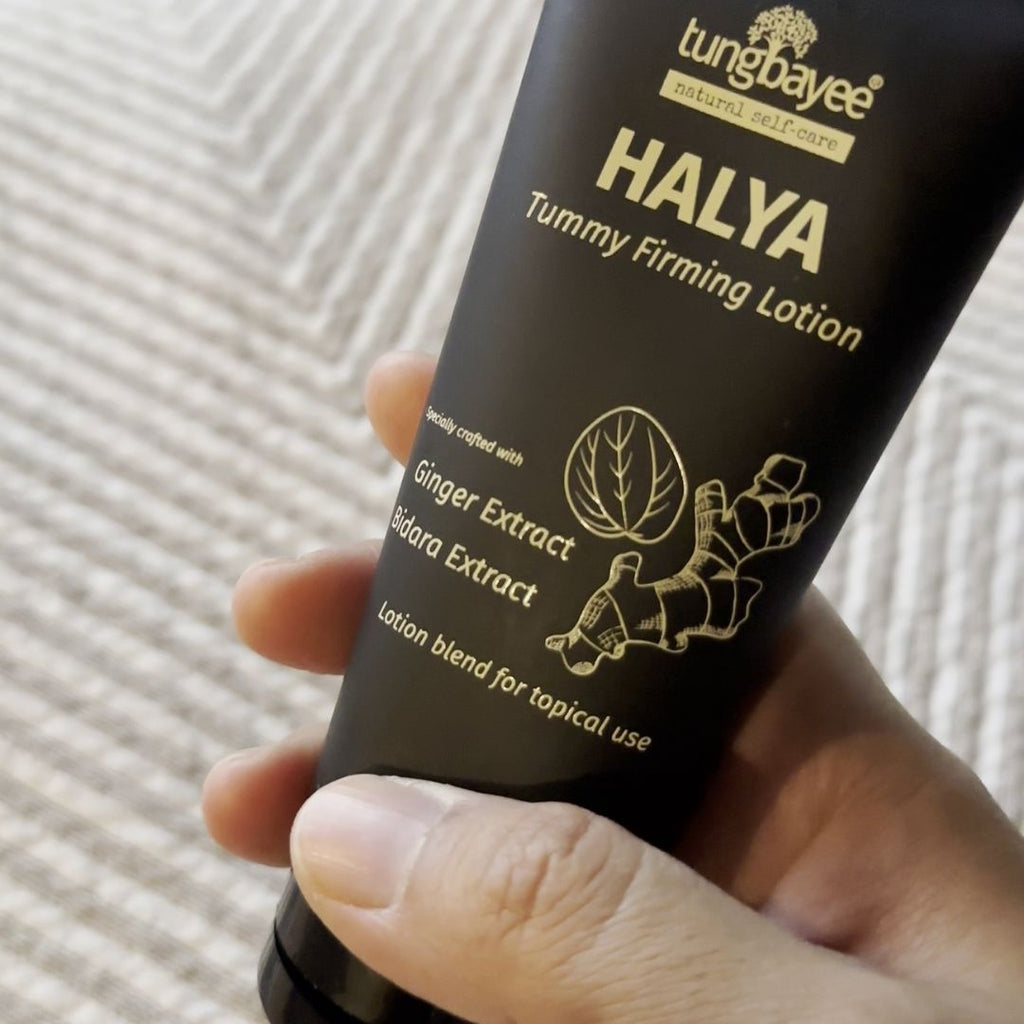 tungbayee®
natural self-care
HALYA
Tummy Firming Lotion
Specially crafted with
Ginger Extract
Bidara Extract
Lotion blend for topical use